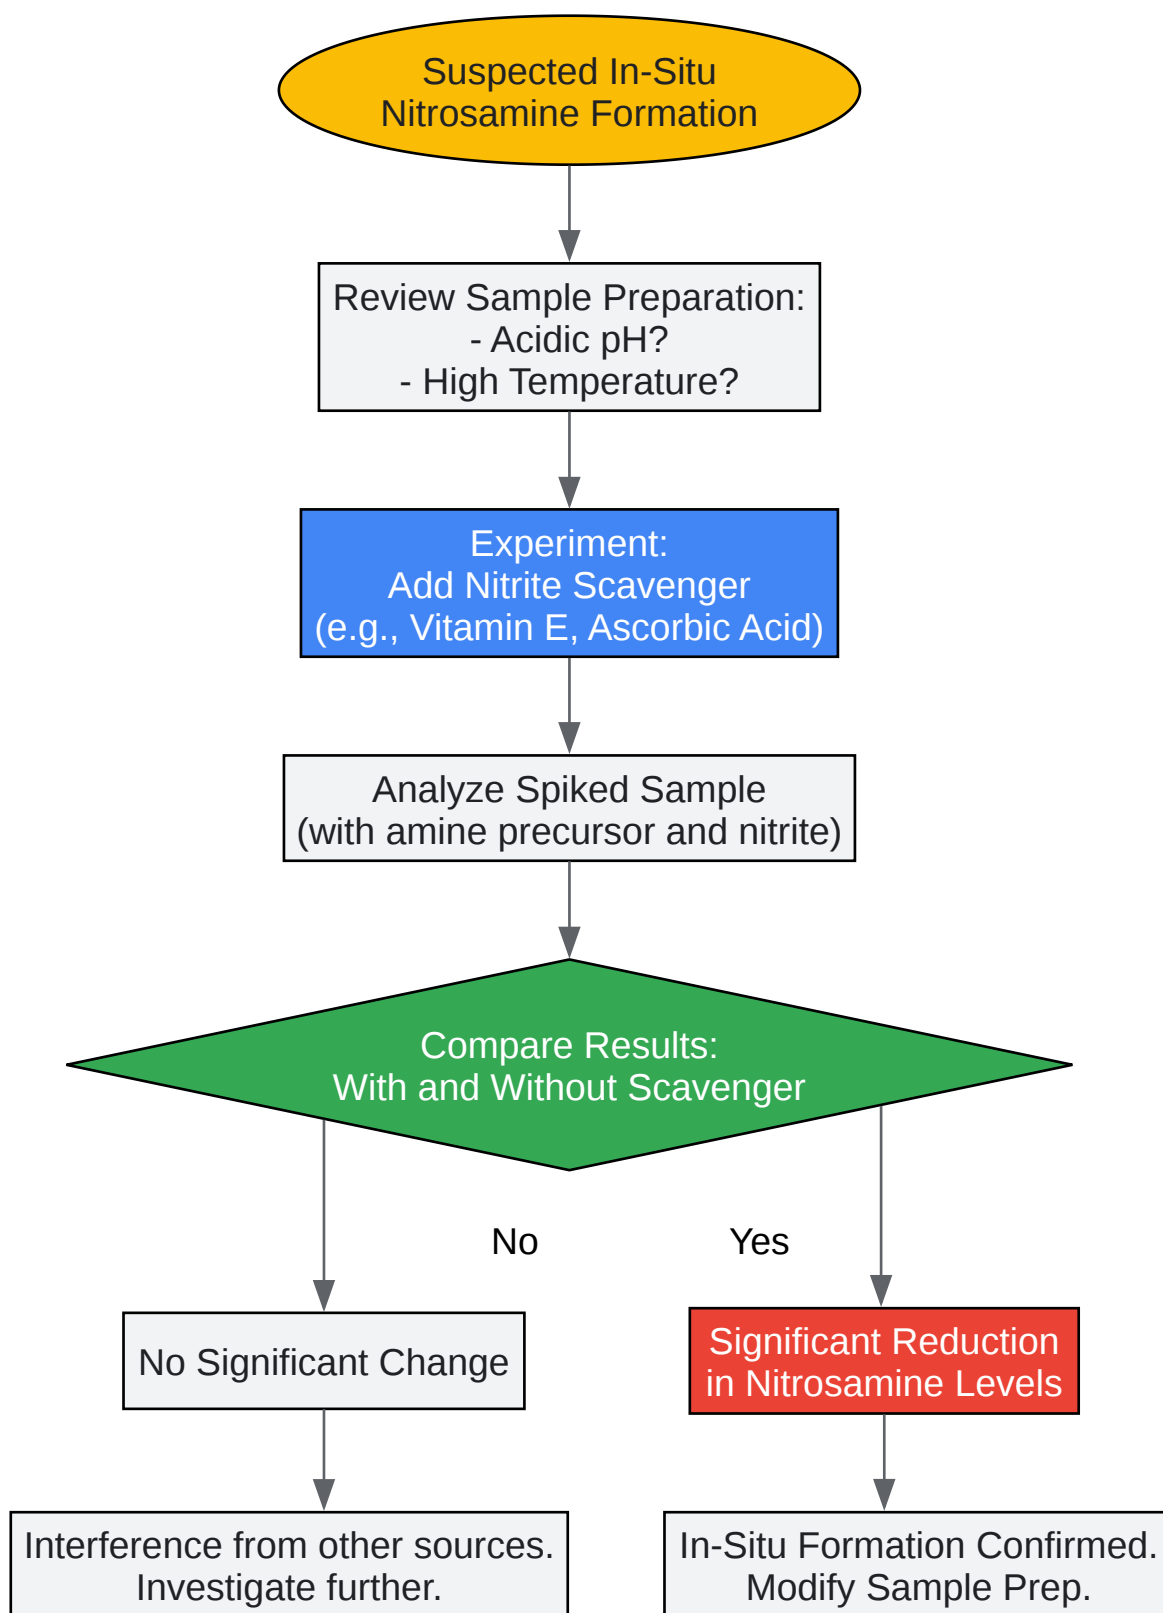 Suspected In-Situ
Nitrosamine Formation
Review Sample Preparation:
- Acidic pH?
- High Temperature?
Experiment:
Add Nitrite Scavenger
(e.g., Vitamin E, Ascorbic Acid)
Analyze Spiked Sample
(with amine precursor and nitrite)
Compare Results:
With and Without Scavenger
No
Yes
No Significant Change
Significant Reduction
in Nitrosamine Levels
Interference from other sources.
Investigate further.
In-Situ Formation Confirmed.
Modify Sample Prep.